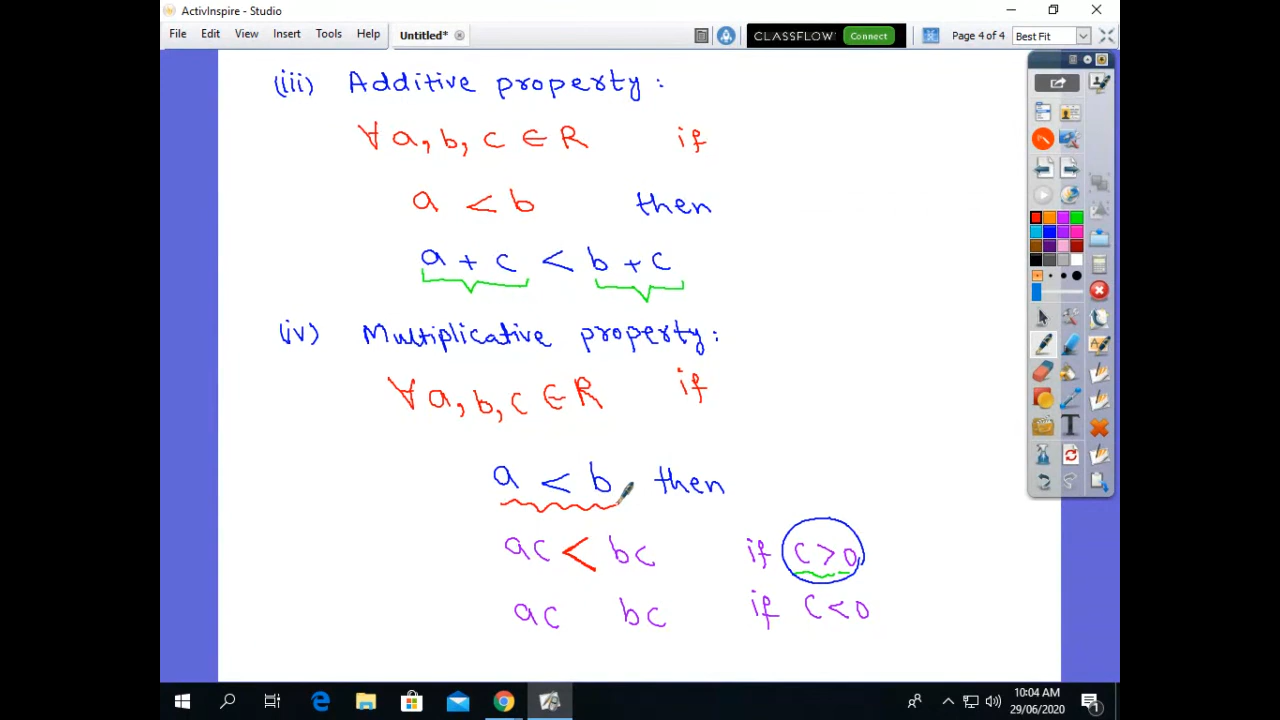 ActivInspire - Studio
File Edit View Insert Tools Help Untitled* CLASSFLOW Connect Page 4 of 4 Best Fit
(iii) Additive property :
∀ a, b, c ∈ R if
a < b then
a + c < b + c
(iv) Multiplicative property :
∀ a, b, c ∈ R if
a < b then
ac < bc if c > 0
ac bc if c < 0
10:04 AM
29/06/2020